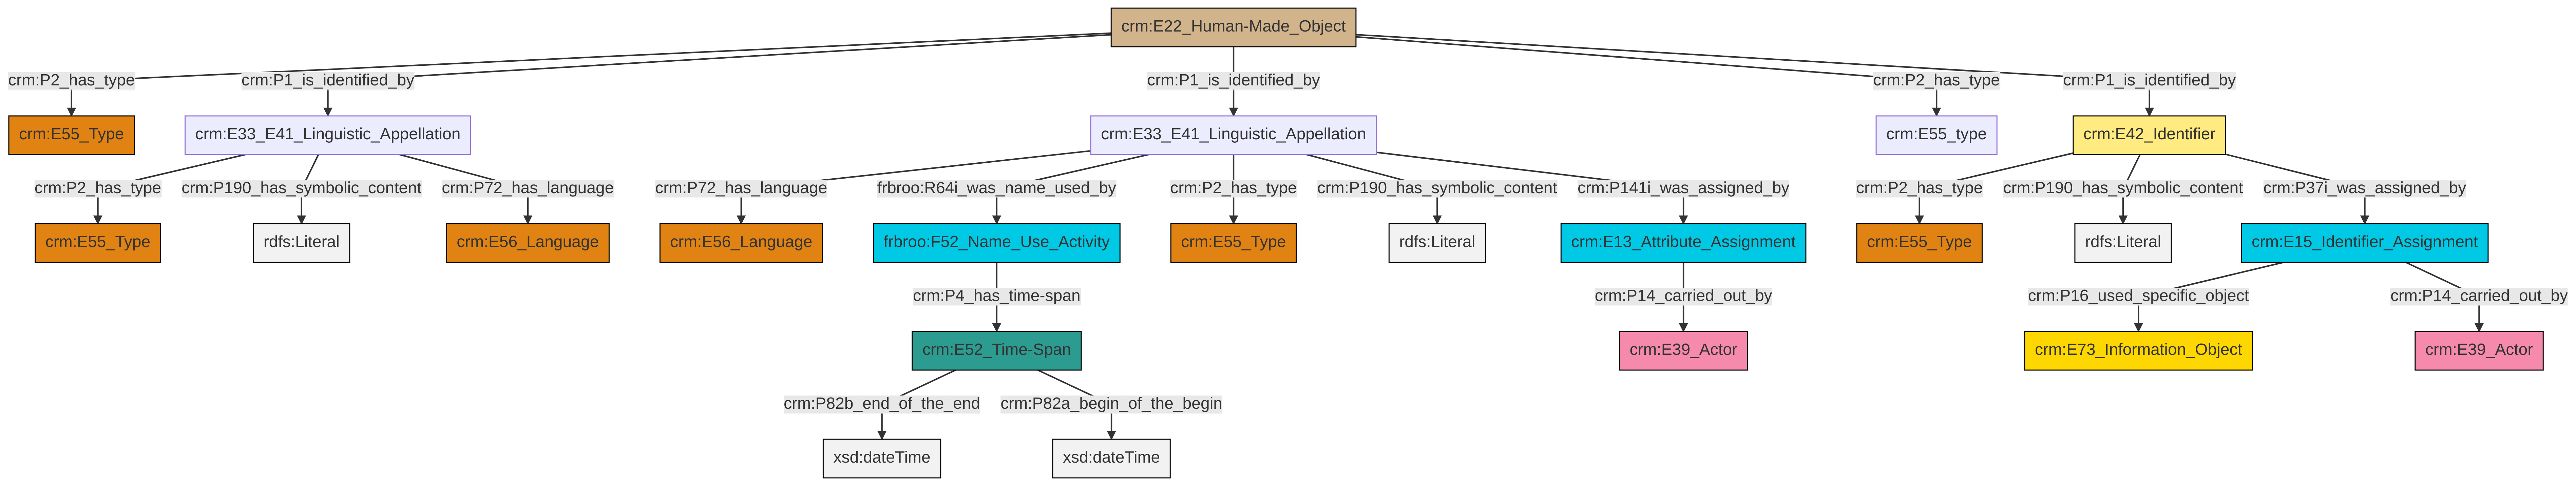 crm:E22_Human-Made_Object
crm:P2_has_type
crm:P1_is_identified_by
crm:P1_is_identified_by
crm:P2_has_type
crm:P1_is_identified_by
crm:E55_Type
crm:E33_E41_Linguistic_Appellation
crm:E33_E41_Linguistic_Appellation
crm:E55_type
crm:E42_Identifier
crm:P2_has_type
crm:P190_has_symbolic_content
crm:P72_has_language
crm:P72_has_language
frbroo:R64i_was_name_used_by
crm:P2_has_type
crm:P190_has_symbolic_content
crm:P141i_was_assigned_by
crm:P2_has_type
crm:P190_has_symbolic_content
crm:P37i_was_assigned_by
crm:E55_Type
rdfs:Literal
crm:E56_Language
crm:E56_Language
frbroo:F52_Name_Use_Activity
crm:E55_Type
rdfs:Literal
crm:E13_Attribute_Assignment
crm:E55_Type
rdfs:Literal
crm:E15_Identifier_Assignment
crm:P4_has_time-span
crm:P14_carried_out_by
crm:P16_used_specific_object
crm:P14_carried_out_by
crm:E52_Time-Span
crm:E39_Actor
crm:E73_Information_Object
crm:E39_Actor
crm:P82b_end_of_the_end
crm:P82a_begin_of_the_begin
xsd:dateTime
xsd:dateTime